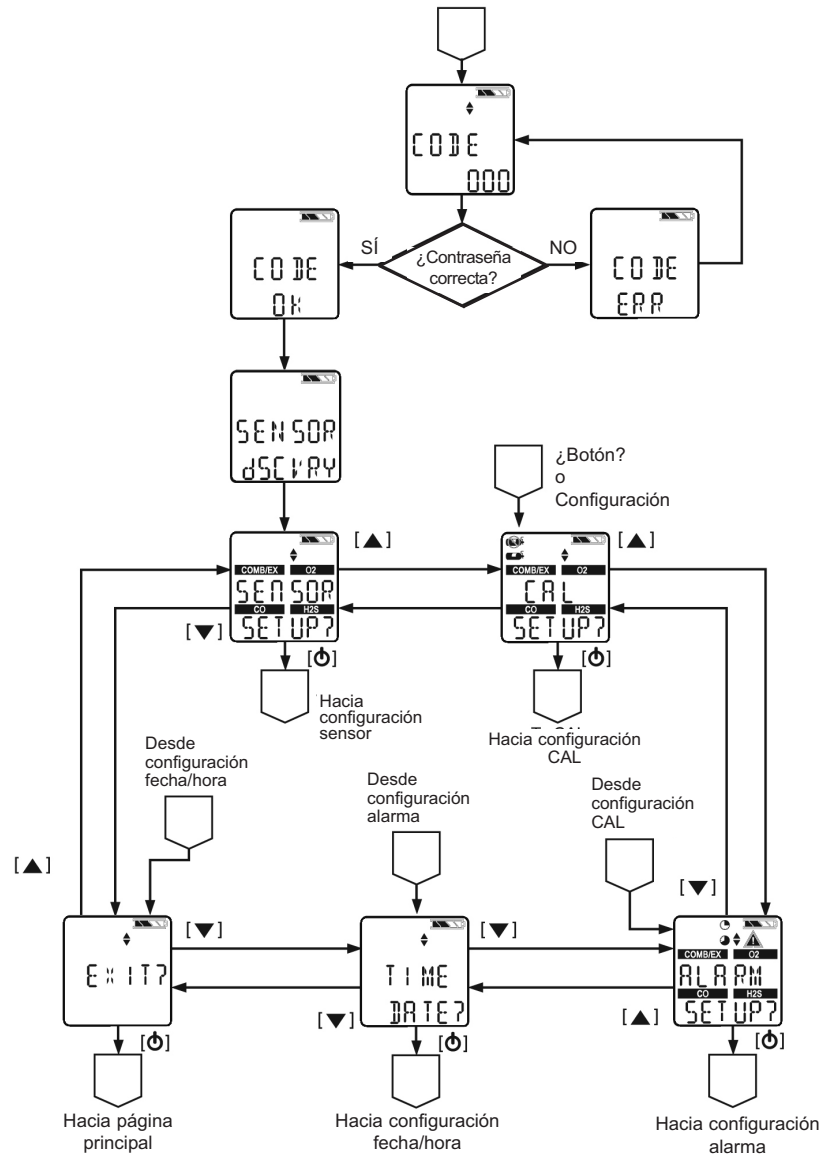 CODE
000
SÍ
¿Contraseña
correcta?
NO
CODE
OK
CODE
ERR
SENSOR
dSCVRY
¿Botón?
o
Configuración
[▲]
[▲]
COMB/EX O2
SENSOR
CO H2S
SETUP?
COMB/EX O2
CAL
CO H2S
SETUP?
[▼]
[⏻]
[⏻]
Hacia
configuración
sensor
Hacia configuración
CAL
Desde
configuración
fecha/hora
Desde
configuración
alarma
Desde
configuración
CAL
[▲]
[▼]
[▼]
[▼]
EXIT?
TIME
DATE?
COMB/EX O2
ALARM
CO H2S
SETUP?
[▼]
[▲]
[⏻]
[⏻]
[⏻]
Hacia página
principal
Hacia configuración
fecha/hora
Hacia configuración
alarma